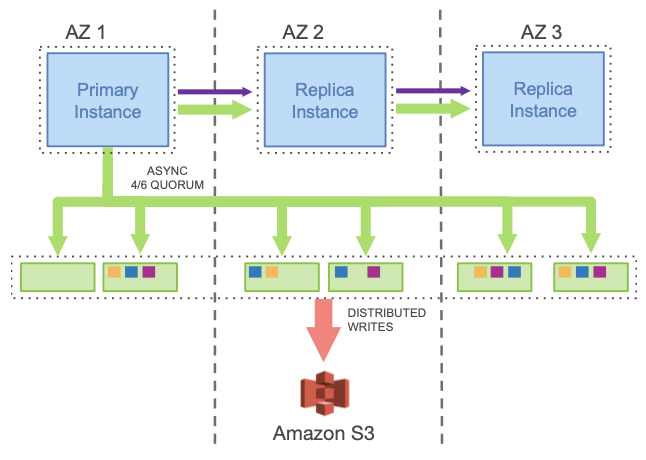 AZ 1
AZ 2
AZ 3
Primary
Instance
Replica
Instance
Replica
Instance
ASYNC
4/6 QUORUM
DISTRIBUTED
WRITES
Amazon S3